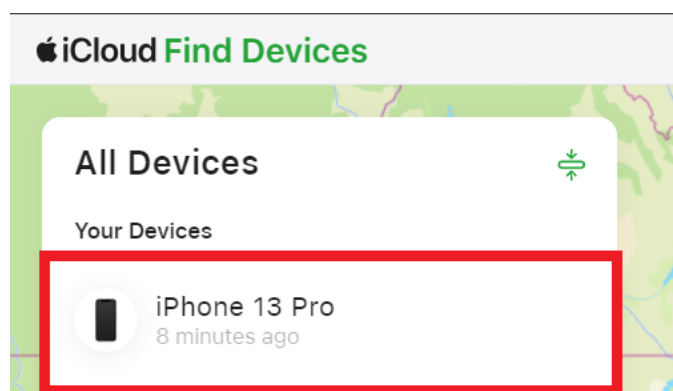 iCloud Find Devices
All Devices
Your Devices
iPhone 13 Pro
8 minutes ago